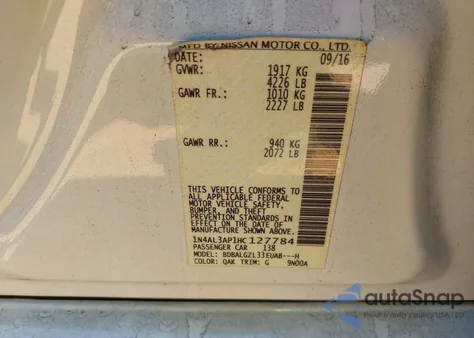 MFD BY NISSAN MOTOR CO., LTD.
DATE: 09/16
GVWR: 1917 KG
4226 LB
GAWR FR.: 1010 KG
2227 LB
GAWR RR.: 940 KG
2072 LB
THIS VEHICLE CONFORMS TO
ALL APPLICABLE FEDERAL
MOTOR VEHICLE SAFETY,
BUMPER, AND THEFT
PREVENTION STANDARDS
IN EFFECT ON THE DATE OF
MANUFACTURE SHOWN ABOVE.
1N4AL3AP1HC127784
PASSENGER CAR 138
MODEL: BDBALGZL33EUAB---H
COLOR: QAK TRIM: G 9N00A
autoSnap